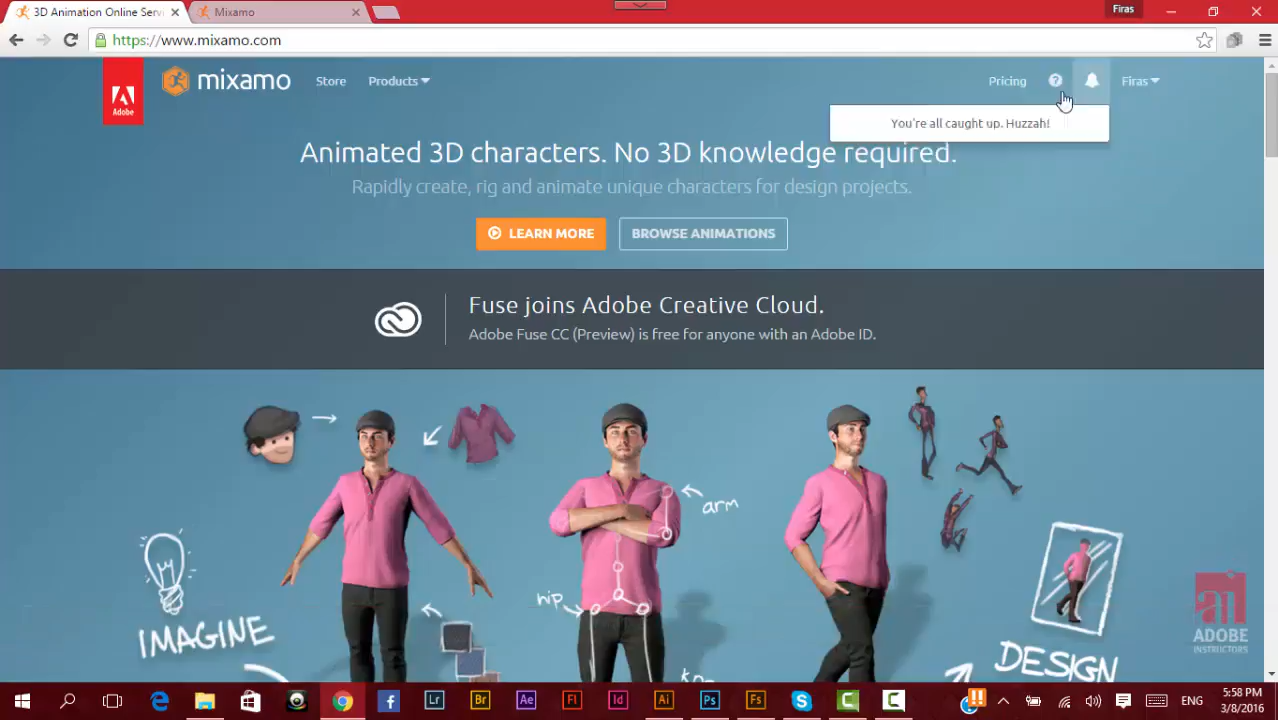 3D Animation Online Servi
Mixamo
Firas
https://www.mixamo.com
Adobe
mixamo
Store
Products
Pricing
?
Firas
You're all caught up. Huzzah!
Animated 3D characters. No 3D knowledge required.
Rapidly create, rig and animate unique characters for design projects.
LEARN MORE
BROWSE ANIMATIONS
Fuse joins Adobe Creative Cloud.
Adobe Fuse CC (Preview) is free for anyone with an Adobe ID.
arm
hip
IMAGINE
DESIGN
ai
ADOBE
INSTRUCTORS
Lr
Br
Ae
Fl
Id
Ai
Ps
Fs
ENG
5:58 PM
3/8/2016